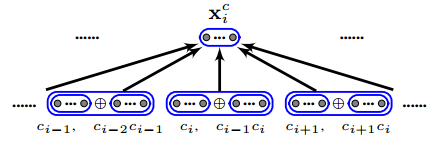 x_i^c
...... ......
...... ⊕ ⊕ ⊕ ......
c_{i-1}, c_{i-2}c_{i-1} c_i, c_{i-1}c_i c_{i+1}, c_{i+1}c_i